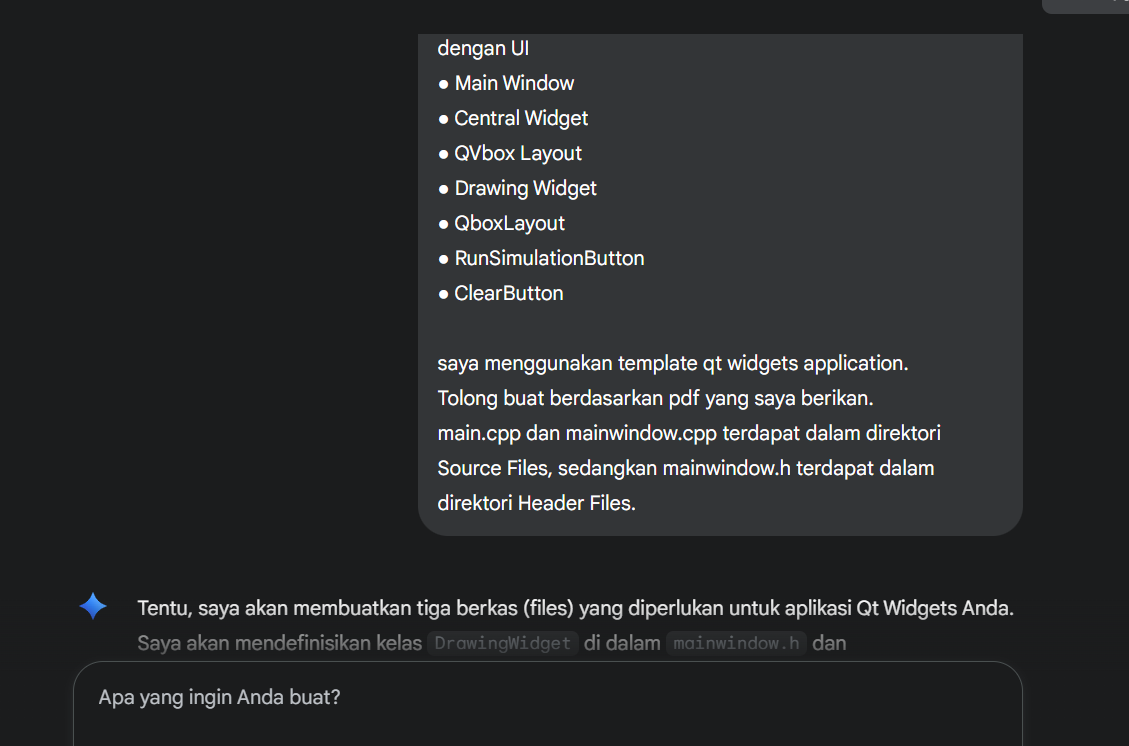 dengan UI
● Main Window
● Central Widget
● QVbox Layout
● Drawing Widget
● QboxLayout
● RunSimulationButton
● ClearButton
saya menggunakan template qt widgets application.
Tolong buat berdasarkan pdf yang saya berikan.
main.cpp dan mainwindow.cpp terdapat dalam direktori
Source Files, sedangkan mainwindow.h terdapat dalam
direktori Header Files.
Tentu, saya akan membuatkan tiga berkas (files) yang diperlukan untuk aplikasi Qt Widgets Anda.
Saya akan mendefinisikan kelas DrawingWidget di dalam mainwindow.h dan
Apa yang ingin Anda buat?